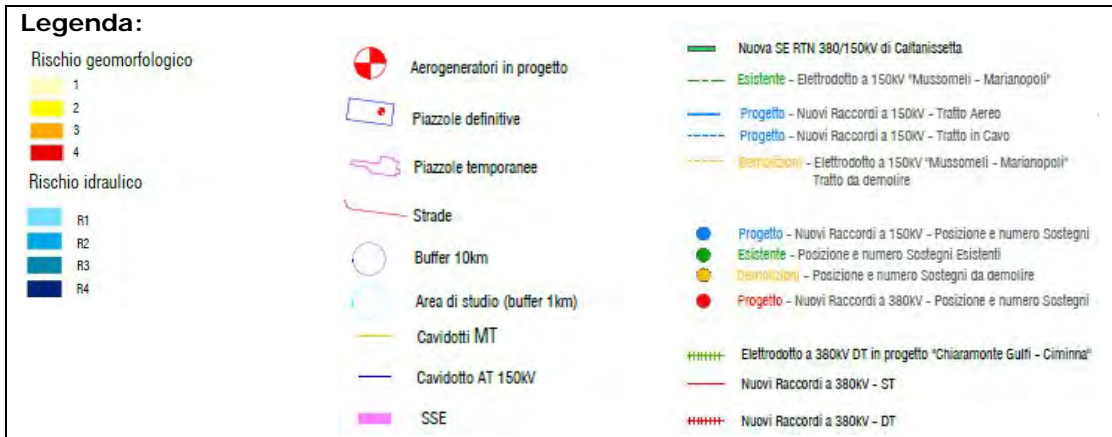 Legenda:
Rischio geomorfologico
1
2
3
4
Rischio idraulico
R1
R2
R3
R4
Aerogeneratori in progetto
Piazzole definitive
Piazzole temporanee
Strade
Buffer 10km
Area di studio (buffer 1km)
Cavidotti MT
Cavidotto AT 150kV
SSE
Nuova SE RTN 380/150kV di Caltanissetta
Esistente - Elettrodotto a 150kV "Mussomeli - Marianopoli"
Progetto - Nuovi Raccordi a 150kV - Tratto Aereo
Progetto - Nuovi Raccordi a 150kV - Tratto in Cavo
Demolizioni - Elettrodotto a 150kV "Mussomeli - Marianopoli"
Tratto da demolire
Progetto - Nuovi Raccordi a 150kV - Posizione e numero Sostegni
Esistente - Posizione e numero Sostegni Esistenti
Demolizioni - Posizione e numero Sostegni da demolire
Progetto - Nuovi Raccordi a 380kV - Posizione e numero Sostegni
Elettrodotto a 380kV DT in progetto "Chiaramonte Gulfi - Ciminna"
Nuovi Raccordi a 380kV - ST
Nuovi Raccordi a 380kV - DT